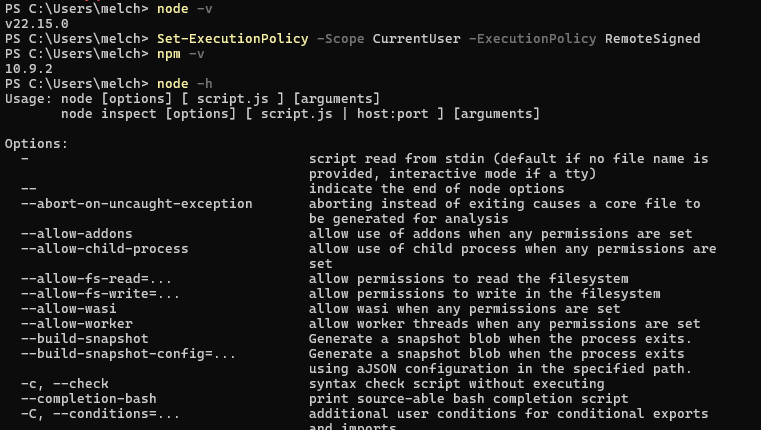 PS C:\Users\melch> node -v
v22.15.0
PS C:\Users\melch> Set-ExecutionPolicy -Scope CurrentUser -ExecutionPolicy RemoteSigned
PS C:\Users\melch> npm -v
10.9.2
PS C:\Users\melch> node -h
Usage: node [options] [ script.js ] [arguments]
       node inspect [options] [ script.js | host:port ] [arguments]

Options:
  -                                   script read from stdin (default if no file name is
                                      provided, interactive mode if a tty)
  --                                  indicate the end of node options
  --abort-on-uncaught-exception       aborting instead of exiting causes a core file to
                                      be generated for analysis
  --allow-addons                      allow use of addons when any permissions are set
  --allow-child-process               allow use of child process when any permissions are
                                      set
  --allow-fs-read=...                 allow permissions to read the filesystem
  --allow-fs-write=...                allow permissions to write in the filesystem
  --allow-wasi                        allow wasi when any permissions are set
  --allow-worker                      allow worker threads when any permissions are set
  --build-snapshot                    Generate a snapshot blob when the process exits.
  --build-snapshot-config=...         Generate a snapshot blob when the process exits
                                      using aJSON configuration in the specified path.
  -c, --check                         syntax check script without executing
  --completion-bash                   print source-able bash completion script
  -C, --conditions=...                additional user conditions for conditional exports
                                      and imports